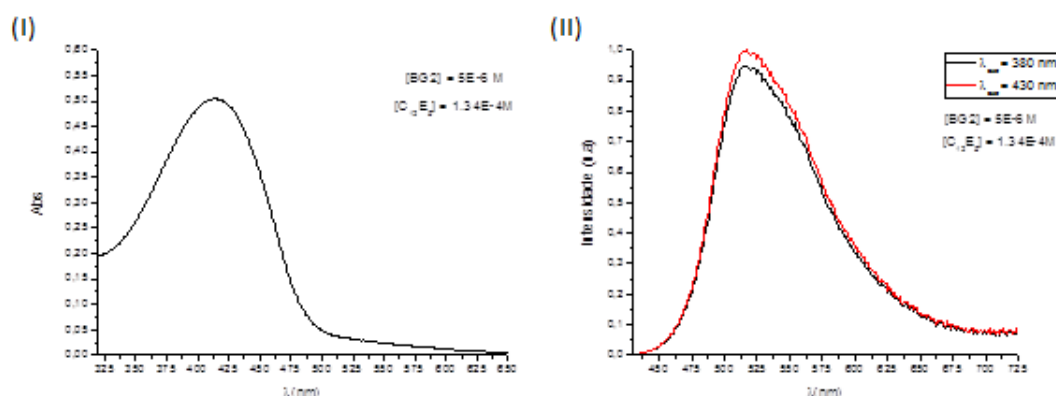 (I)
0,60
0,55
0,50
0,45
0,40
0,35
0,30
0,25
0,20
0,15
0,10
0,05
0,00
Abs
[BG2] = 5E-6 M
[C₁₂E₅] = 1.34E-4M
325 350 375 400 425 450 475 500 525 550 575 600 625 650
λ (nm)
(II)
1,0
0,9
0,8
0,7
0,6
0,5
0,4
0,3
0,2
0,1
0,0
Intensidade (u.a)
λ = 380 nm
λ = 430 nm
[BG2] = 5E-6 M
= 1.34E-4M
450 475 500 525 550 575 600 625 650 675 700 725
λ (nm)